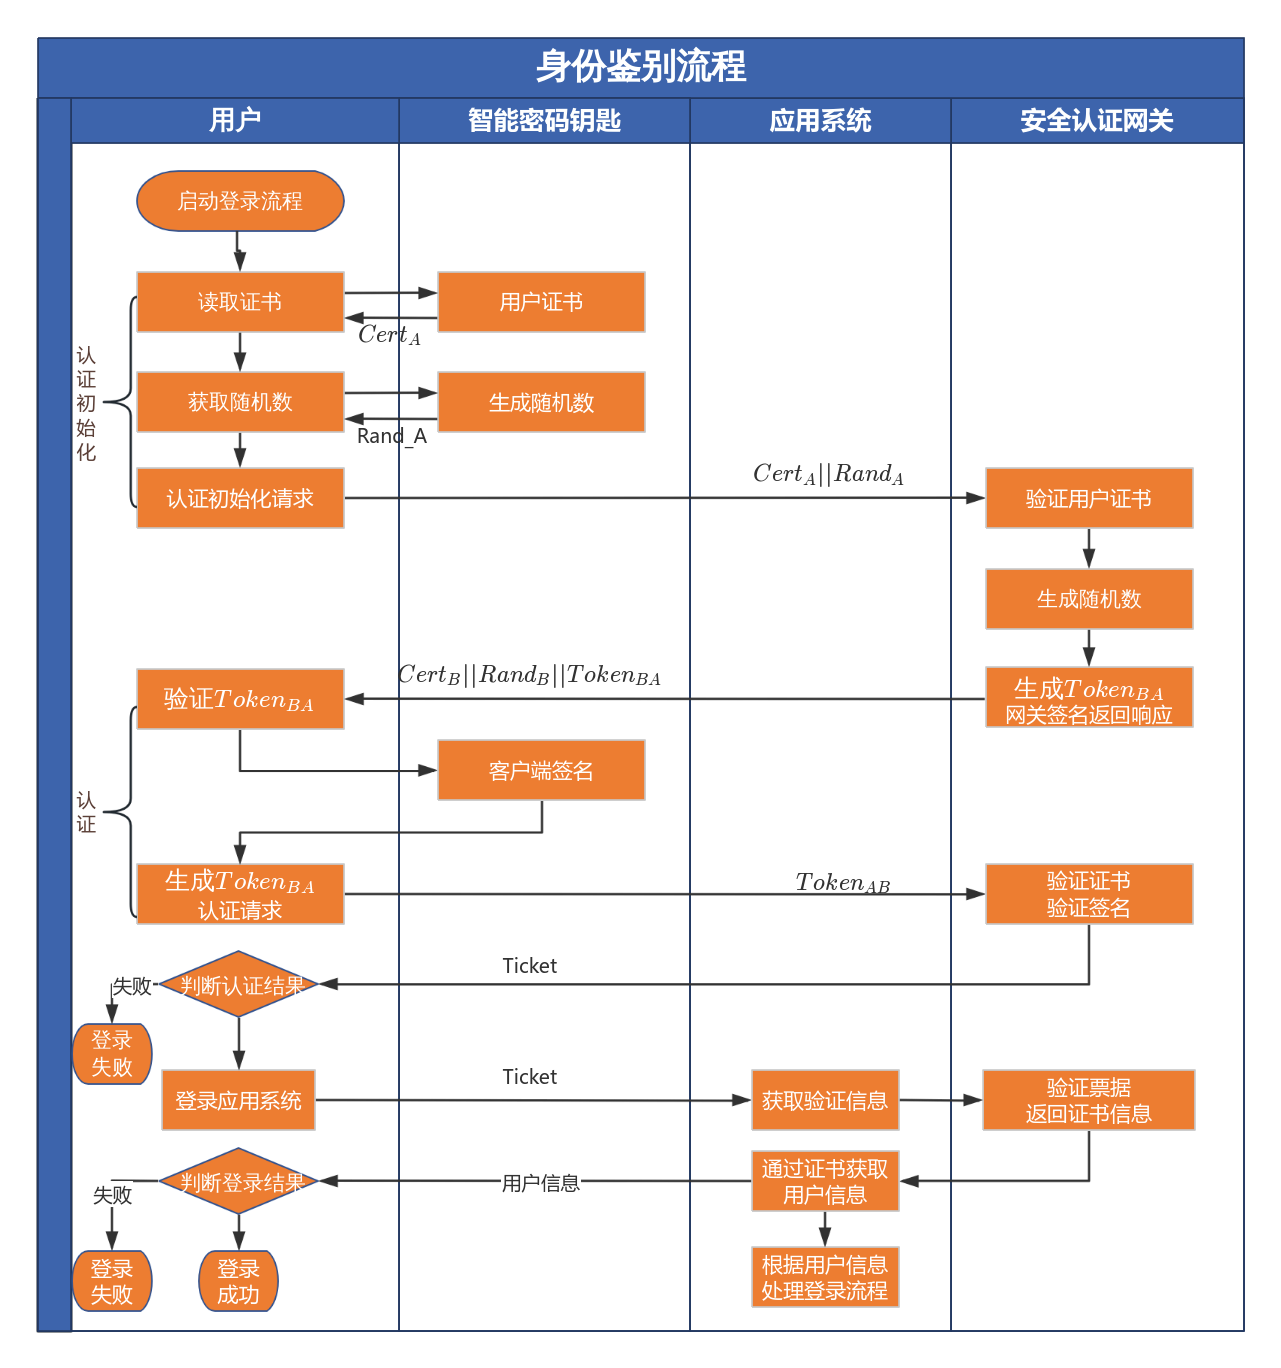 身份鉴别流程
用户
智能密码钥匙
应用系统
安全认证网关
启动登录流程
读取证书
用户证书
Cert_A
认
证
初
始
化
获取随机数
生成随机数
Rand_A
认证初始化请求
Cert_A||Rand_A
验证用户证书
生成随机数
Cert_B||Rand_B||Token_BA
验证Token_BA
生成Token_BA
网关签名返回响应
客户端签名
认
证
生成Token_BA
认证请求
Token_AB
验证证书
验证签名
Ticket
判断认证结果
失败
登录
失败
Ticket
登录应用系统
获取验证信息
验证票据
返回证书信息
通过证书获取
用户信息
用户信息
判断登录结果
失败
登录
失败
登录
成功
根据用户信息
处理登录流程